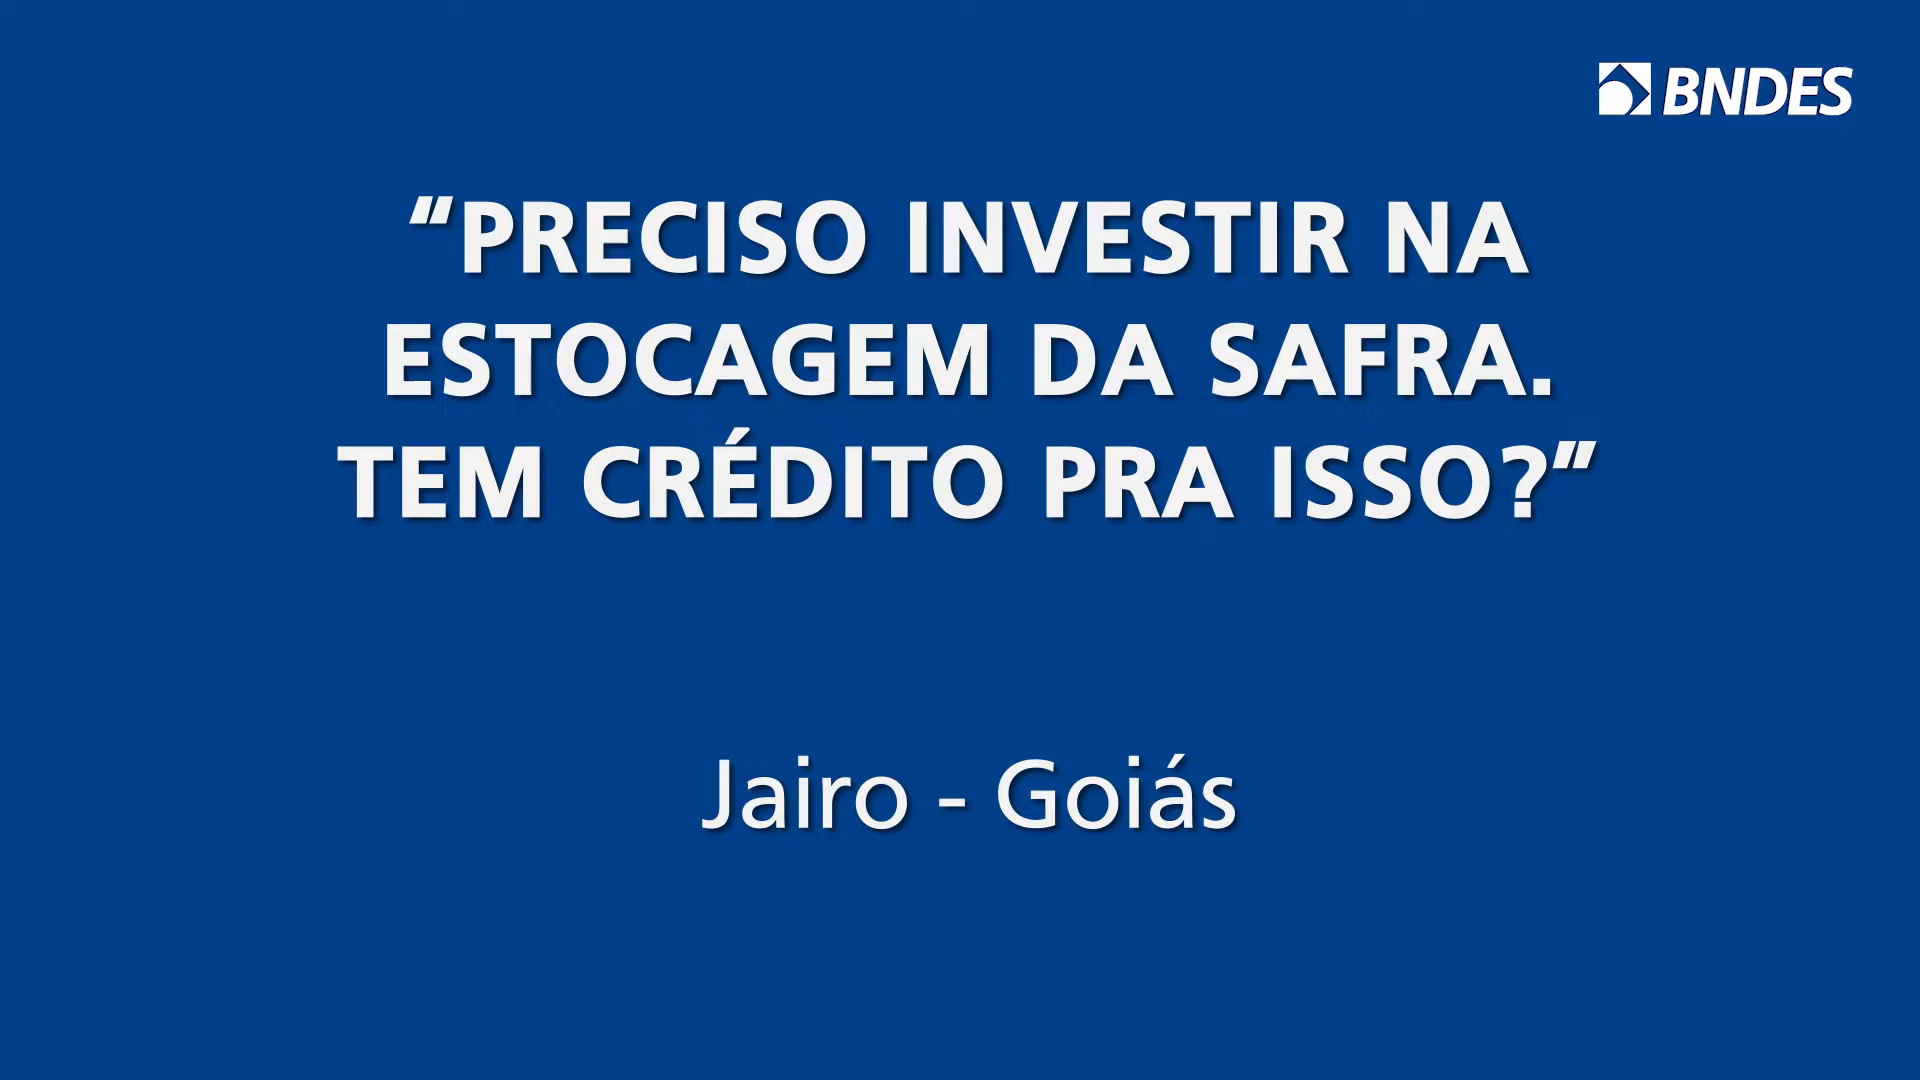 BNDES
“PRECISO INVESTIR NA
ESTOCAGEM DA SAFRA.
TEM CRÉDITO PRA ISSO?”
Jairo - Goiás